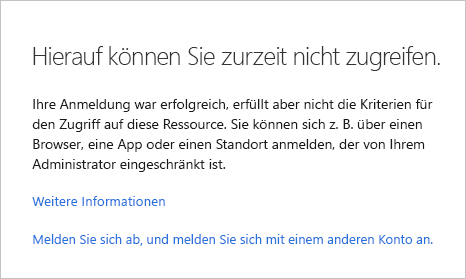 Hierauf können Sie zurzeit nicht zugreifen.
Ihre Anmeldung war erfolgreich, erfüllt aber nicht die Kriterien für
den Zugriff auf diese Ressource. Sie können sich z. B. über einen
Browser, eine App oder einen Standort anmelden, der von Ihrem
Administrator eingeschränkt ist.
Weitere Informationen
Melden Sie sich ab, und melden Sie sich mit einem anderen Konto an.